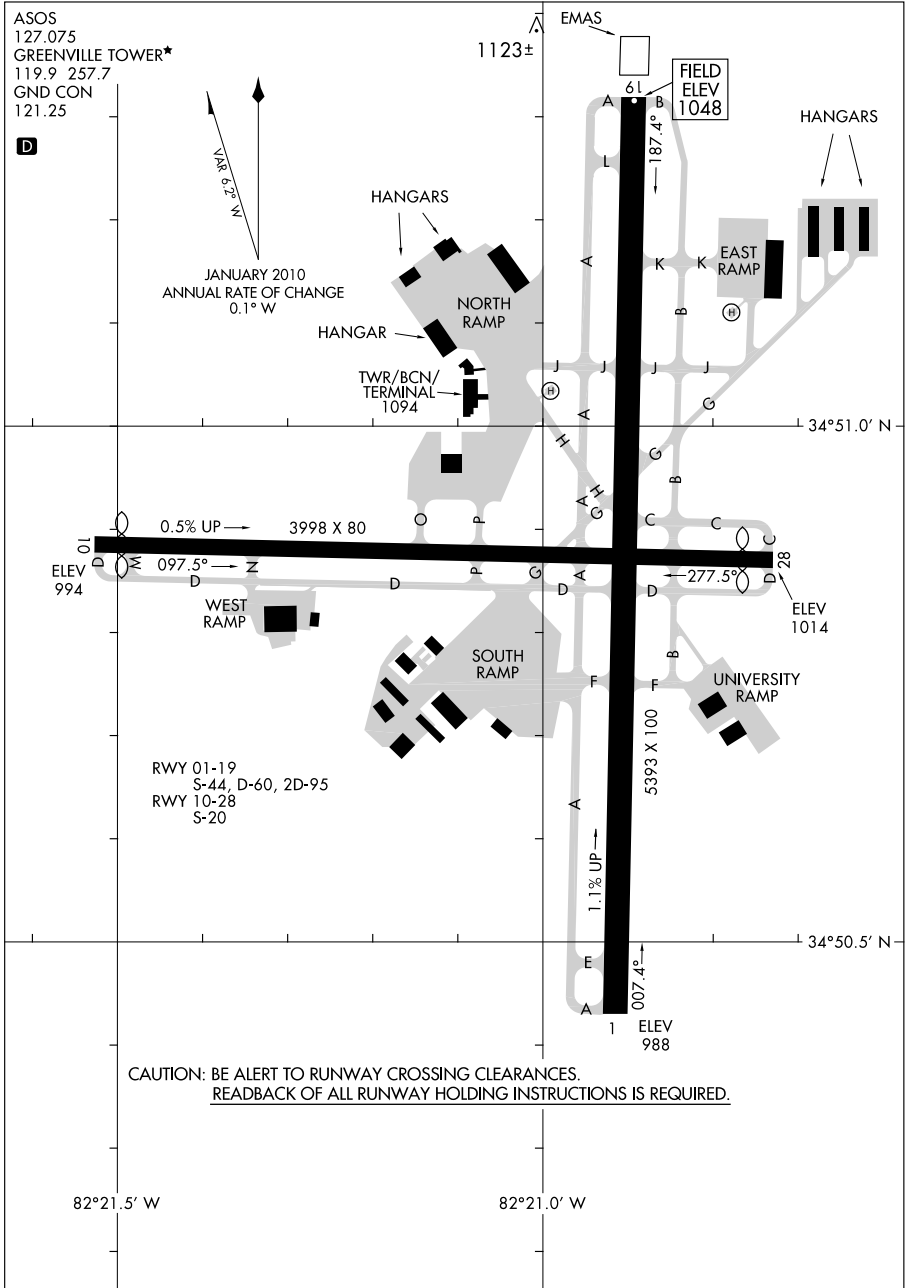 ASOS
127.075
GREENVILLE TOWER★
119.9 257.7
GND CON
121.25
D
VAR 6.2° W
JANUARY 2010
ANNUAL RATE OF CHANGE
0.1° W
1123±
EMAS
19
FIELD
ELEV
1048
A
B
L
187.4°
HANGARS
HANGARS
A
K
K
EAST
RAMP
NORTH
RAMP
B
H
HANGAR
J
J
J
J
TWR/BCN/
TERMINAL
1094
H
G
A
34°51.0' N
H
G
B
H
A
G
C
C
O
P
0.5% UP
3998 X 80
10
C
28
D
M
097.5°
N
P
G
A
277.5°
D
ELEV
994
D
D
D
D
ELEV
1014
WEST
RAMP
SOUTH
RAMP
B
F
F
UNIVERSITY
RAMP
5393 X 100
RWY 01-19
S-44, D-60, 2D-95
RWY 10-28
S-20
A
1.1% UP
34°50.5' N
E
007.4°
A
1
ELEV
988
CAUTION: BE ALERT TO RUNWAY CROSSING CLEARANCES.
READBACK OF ALL RUNWAY HOLDING INSTRUCTIONS IS REQUIRED.
82°21.5' W
82°21.0' W